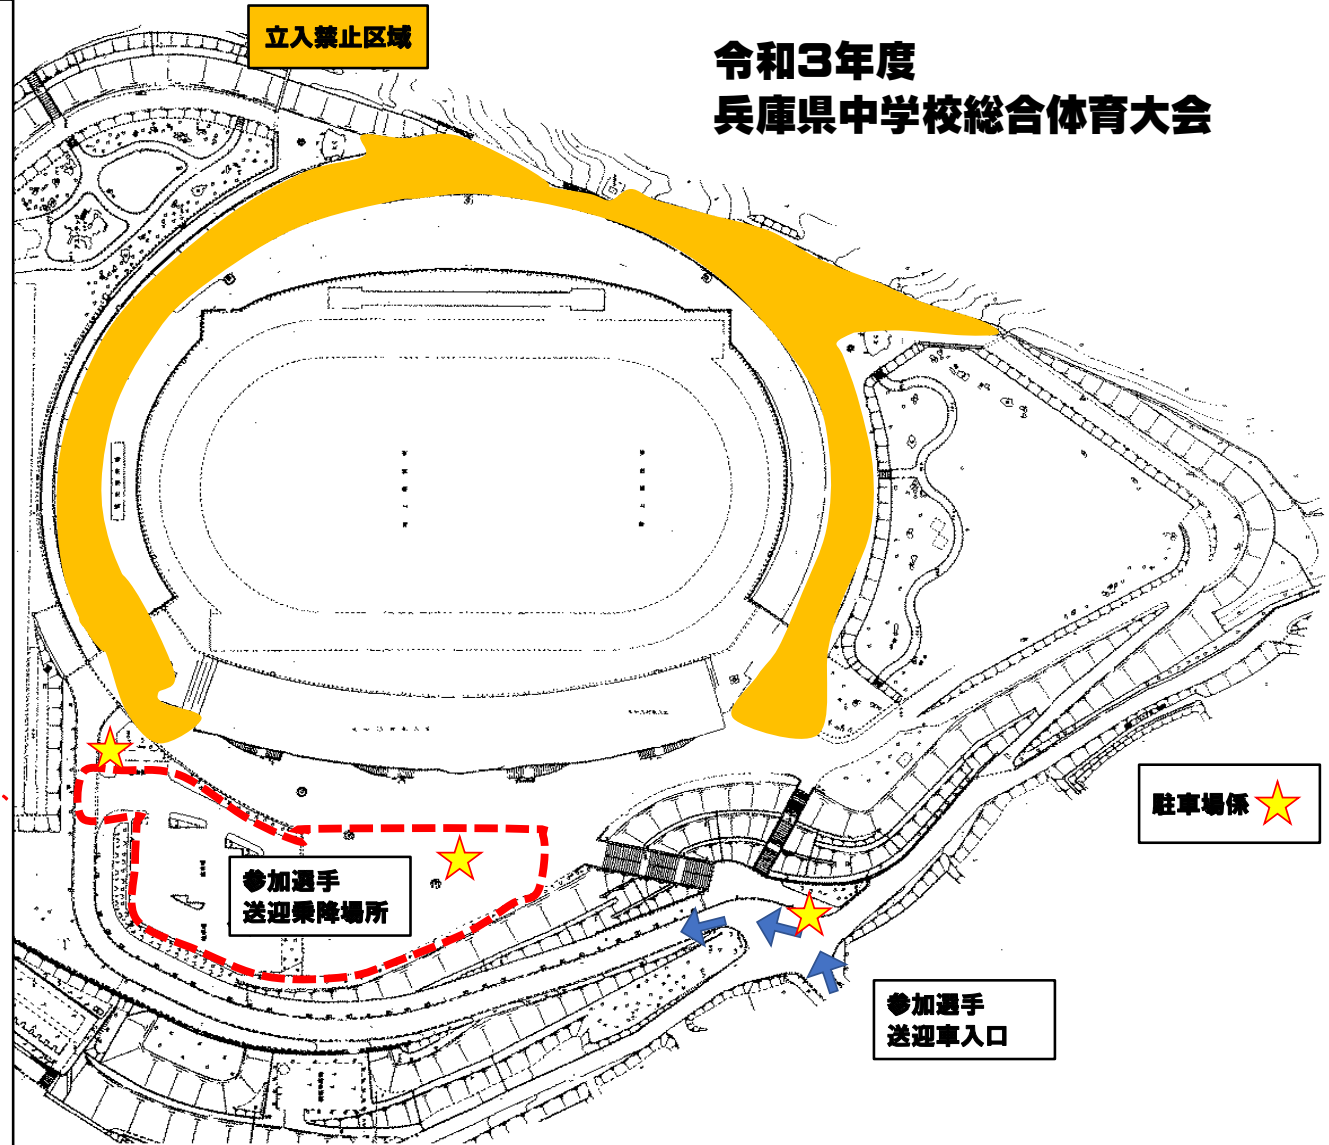 立入禁止区域
令和3年度
兵庫県中学校総合体育大会
駐車場係
参加選手
送迎乗降場所
参加選手
送迎車入口